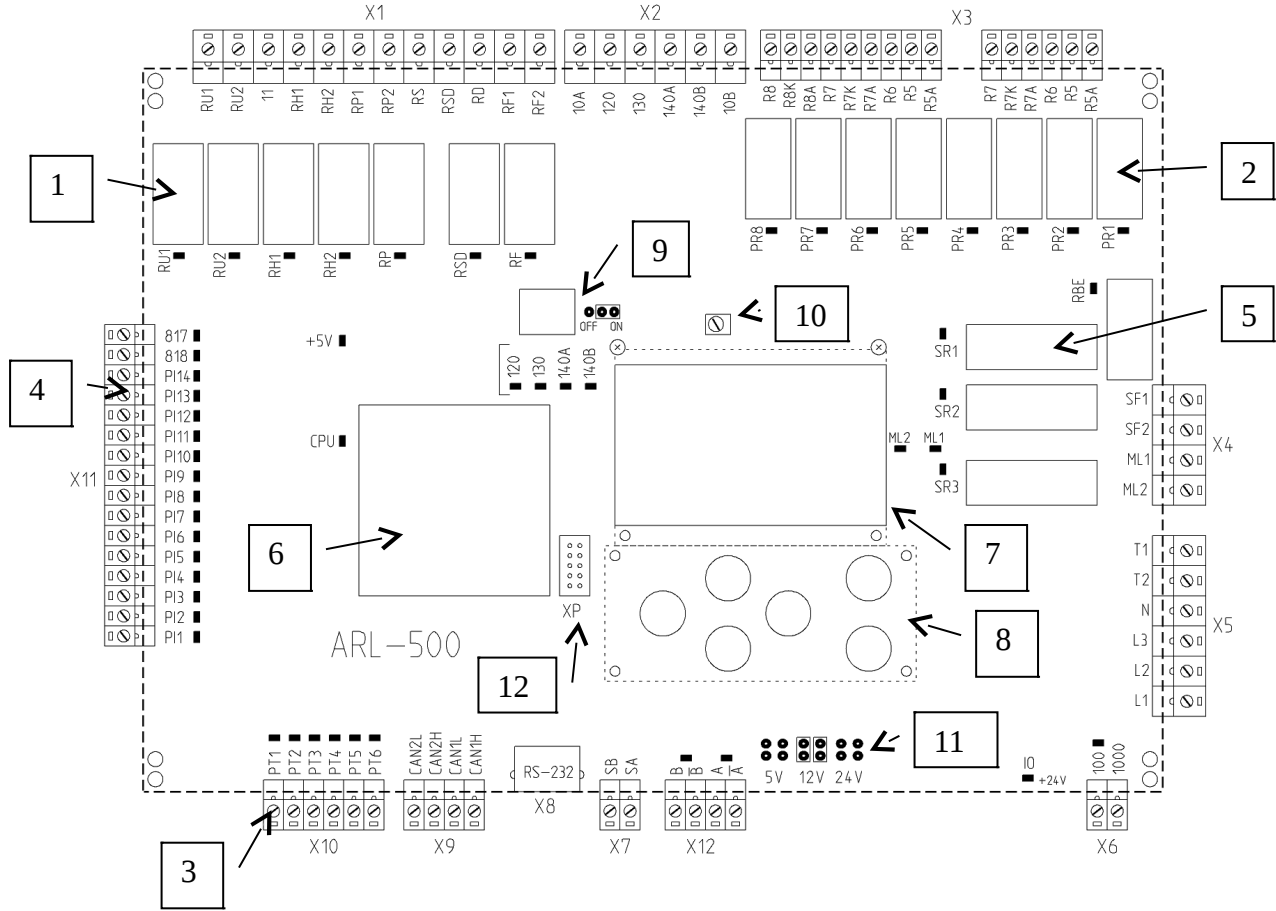 X1 X2 X3
RU1 RU2 11 RH1 RH2 RP1 RP2 RS RSD RD RF1 RF2
10A 120 130 140A 140B 10B
R8 R8K R8A R7 R7K R7A R6 R5 R5A
R7 R7K R7A R6 R5 R5A
1 2
RU1 RU2 RH1 RH2 RP RSD RF
PR8 PR7 PR6 PR5 PR4 PR3 PR2 PR1
9
RBE
10 5
OFF ON
817
818
PI14
PI13
PI12
PI11
PI10
PI9
PI8
PI7
PI6
PI5
PI4
PI3
PI2
PI1
4
X11
+5V
120 130 140A 140B
CPU
SR1
SR2
ML2 ML1
SR3
SF1
SF2
ML1
ML2
X4
6 7
XP
ARL-500
8
12
T1
T2
N
L3
L2
L1
X5
11
PT1 PT2 PT3 PT4 PT5 PT6
CAN2L CAN2H CAN1L CAN1H
RS-232
SB SA
B B A A
5V 12V 24V
IO
+24V
100 1000
X10 X9 X8 X7 X12 X6
3